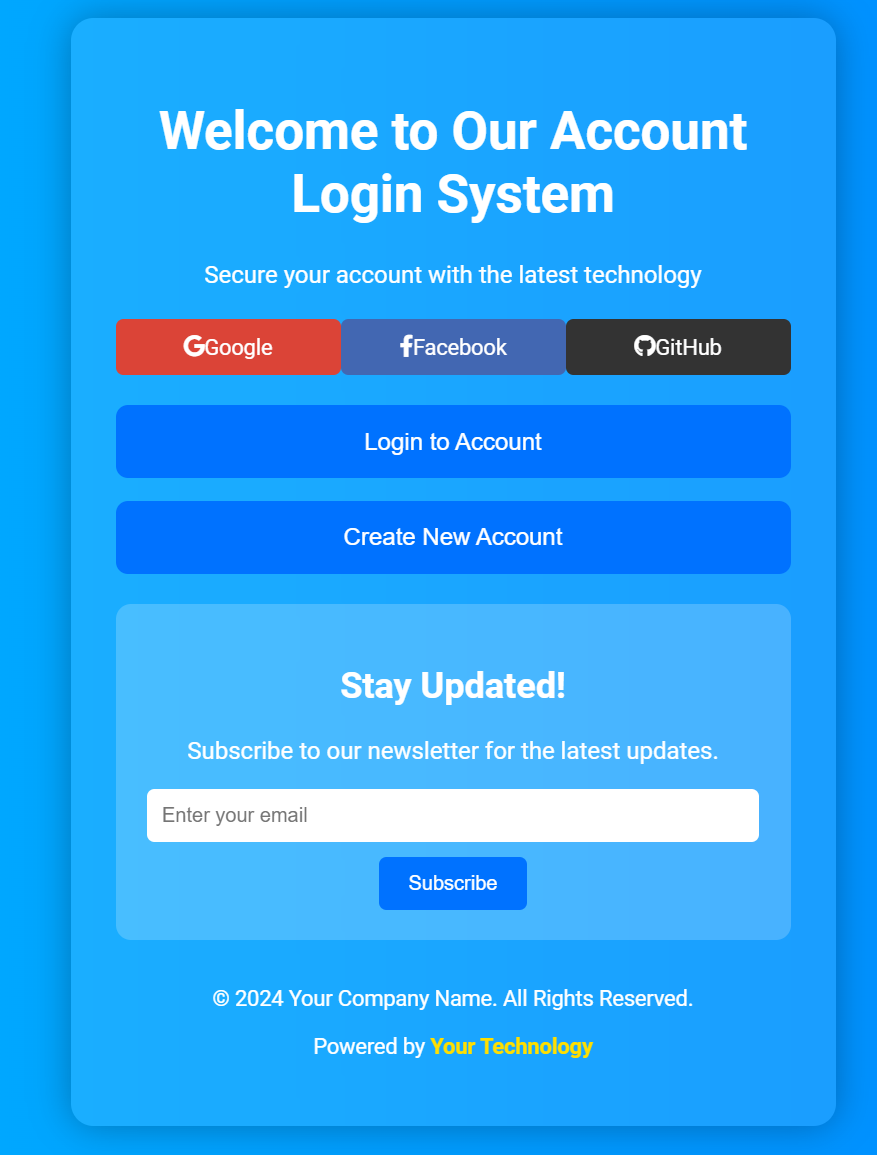 Welcome to Our Account
Login System
Secure your account with the latest technology
Google Facebook GitHub
Login to Account
Create New Account
Stay Updated!
Subscribe to our newsletter for the latest updates.
Enter your email
Subscribe
© 2024 Your Company Name. All Rights Reserved.
Powered by Your Technology